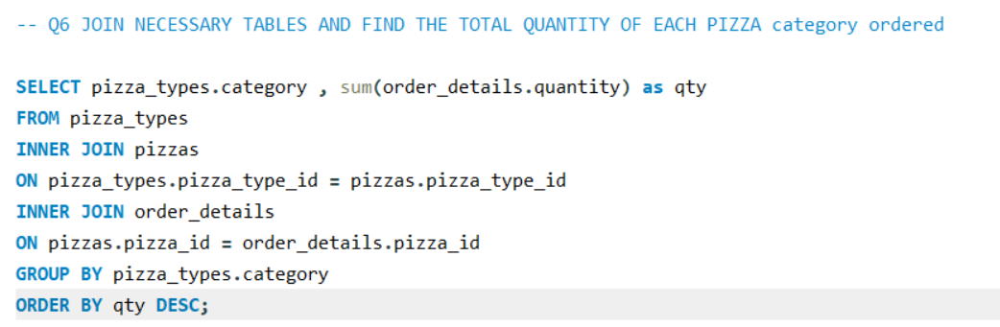 -- Q6 JOIN NECESSARY TABLES AND FIND THE TOTAL QUANTITY OF EACH PIZZA category ordered
SELECT pizza_types.category , sum(order_details.quantity) as qty
FROM pizza_types
INNER JOIN pizzas
ON pizza_types.pizza_type_id = pizzas.pizza_type_id
INNER JOIN order_details
ON pizzas.pizza_id = order_details.pizza_id
GROUP BY pizza_types.category
ORDER BY qty DESC;